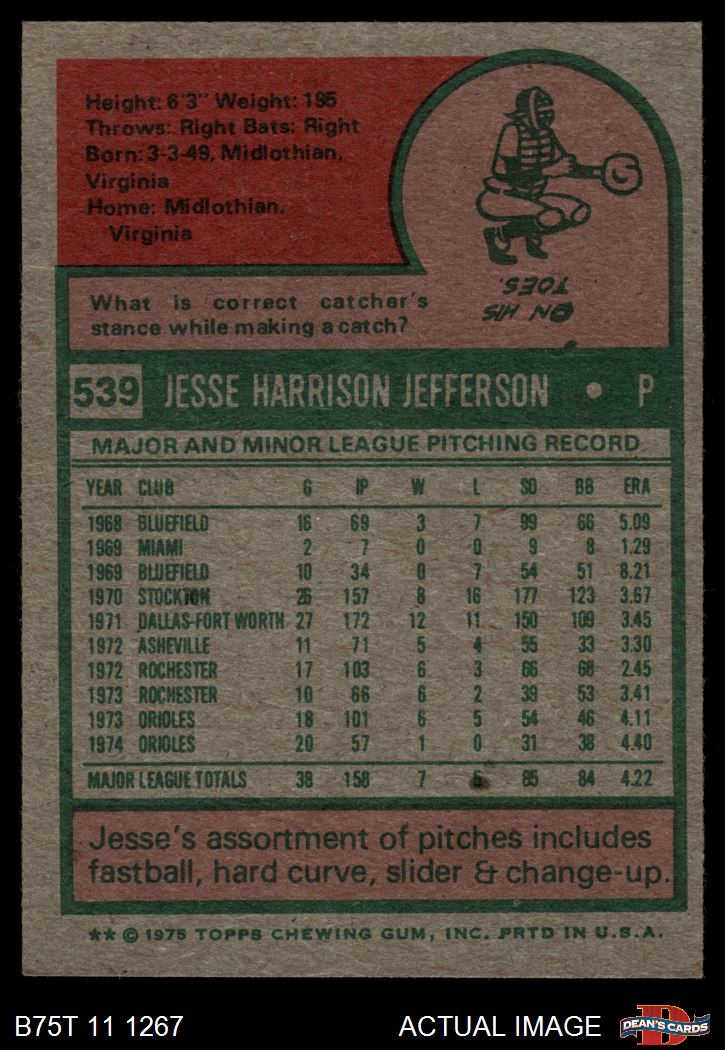 Height: 6'3" Weight: 195
Throws: Right Bats: Right
Born: 3-3-49, Midlothian,
Virginia
Home: Midlothian,
Virginia
What is correct catcher's
stance while making a catch?
ON HIS
TOES.
539 JESSE HARRISON JEFFERSON • P
MAJOR AND MINOR LEAGUE PITCHING RECORD
YEAR CLUB G IP W L SO BB ERA
1968 BLUEFIELD 16 69 3 7 99 66 5.09
1969 MIAMI 2 7 0 0 9 8 1.29
1969 BLUEFIELD 10 34 0 7 54 51 8.21
1970 STOCKTON 26 157 8 16 177 123 3.67
1971 DALLAS-FORT WORTH 27 172 12 11 150 109 3.45
1972 ASHEVILLE 11 71 5 4 55 33 3.30
1972 ROCHESTER 17 103 6 3 66 68 2.45
1973 ROCHESTER 10 66 6 2 39 53 3.41
1973 ORIOLES 18 101 6 5 54 46 4.11
1974 ORIOLES 20 57 1 0 31 38 4.40
MAJOR LEAGUE TOTALS 38 158 7 5 85 84 4.22
Jesse's assortment of pitches includes
fastball, hard curve, slider & change-up.
** © 1975 TOPPS CHEWING GUM, INC. PRTD IN U.S.A.
B75T 11 1267 ACTUAL IMAGE
D
DEAN'S CARDS